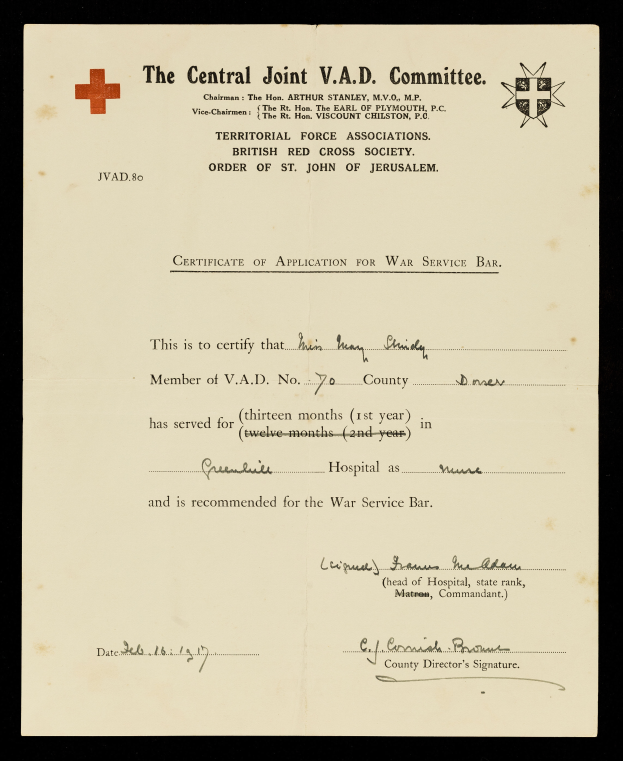 The Central Joint V.A.D. Committee.
Chairman : The Hon. ARTHUR STANLEY, M.V.O., M.P.
Vice-Chairmen : {The Rt. Hon. The EARL OF PLYMOUTH, P.C.
{The Rt. Hon. VISCOUNT CHILSTON, P.C.
TERRITORIAL FORCE ASSOCIATIONS.
BRITISH RED CROSS SOCIETY.
ORDER OF ST. JOHN OF JERUSALEM.
JVAD.80
CERTIFICATE OF APPLICATION FOR WAR SERVICE BAR.
This is to certify that Miss May
Member of V.A.D. No. 70 County Dorset
has served for (thirteen months (1st year) in
(twelve months (2nd year)
Greenhill Hospital as nurse
and is recommended for the War Service Bar.
(signed) Frances McAdam
(head of Hospital, state rank,
Matron, Commandant.)
Date Feb. 16: 1917
C. J. Cornish-Browne
County Director's Signature.